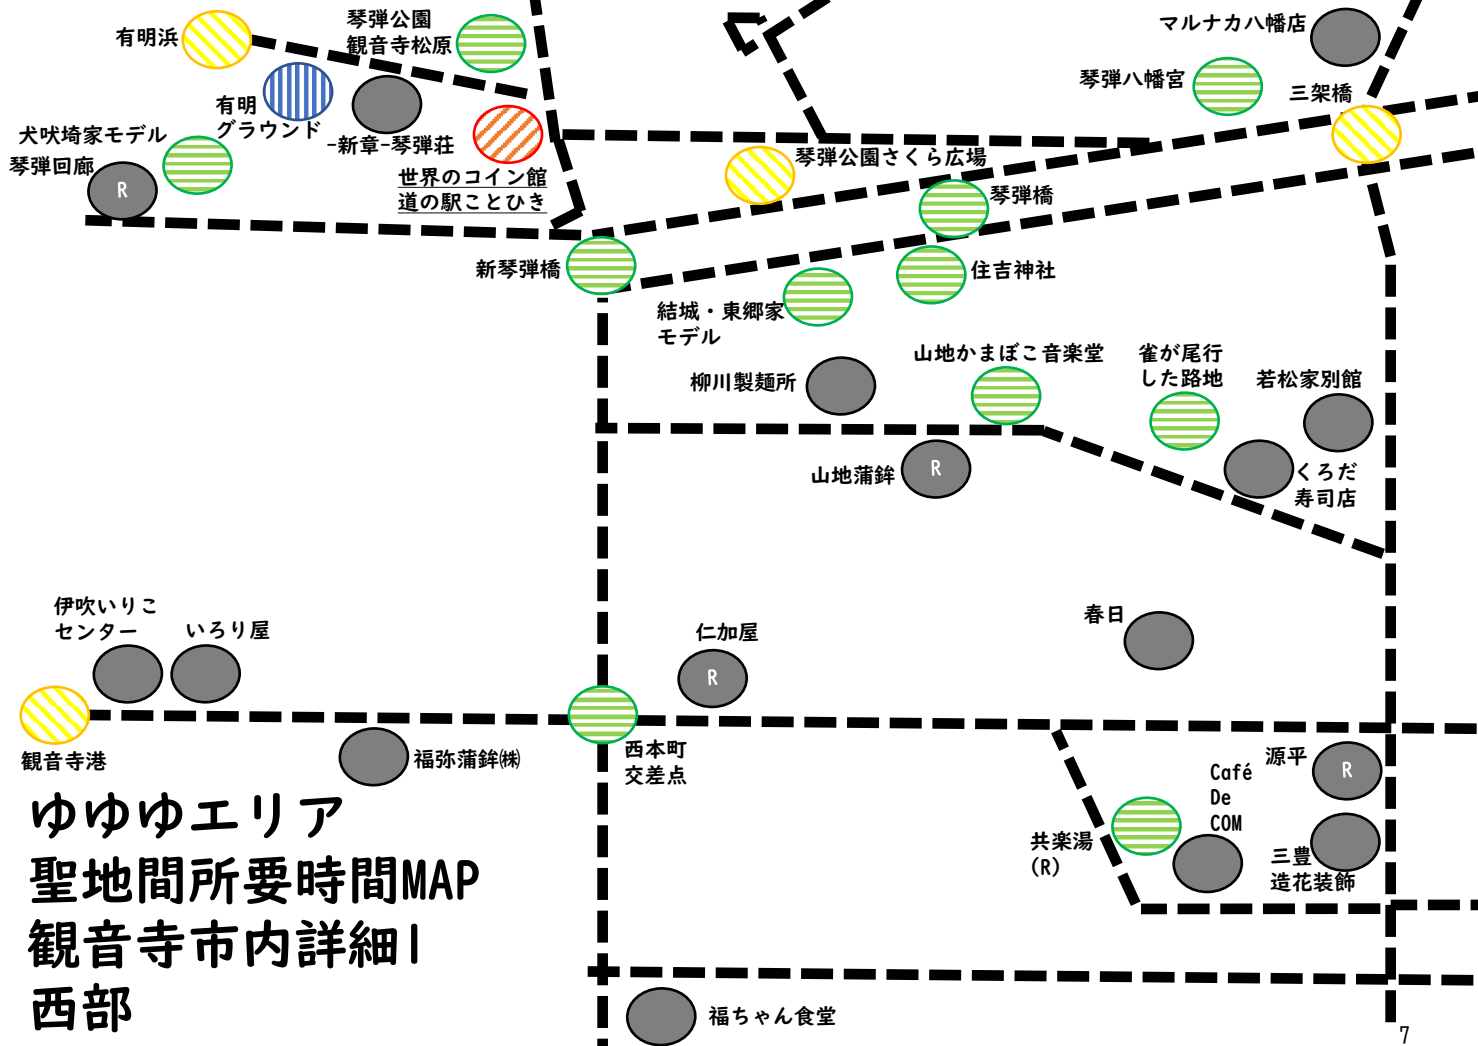 有明浜
琴弾公園
観音寺松原
マルナカ八幡店
琴弾八幡宮
三架橋
有明
グラウンド
-新章-琴弾荘
犬吠埼家モデル
琴弾回廊
R
世界のコイン館
道の駅ことひき
琴弾公園さくら広場
琴弾橋
新琴弾橋
住吉神社
結城・東郷家
モデル
山地かまぼこ音楽堂
雀が尾行
した路地
若松家別館
柳川製麺所
山地蒲鉾
R
くろだ
寿司店
伊吹いりこ
センター
いろり屋
仁加屋
R
春日
観音寺港
福弥蒲鉾㈱
西本町
交差点
源平
R
Café
De
COM
共楽湯
(R)
三豊
造花装飾
ゆゆゆエリア
聖地間所要時間MAP
観音寺市内詳細1
西部
福ちゃん食堂
7